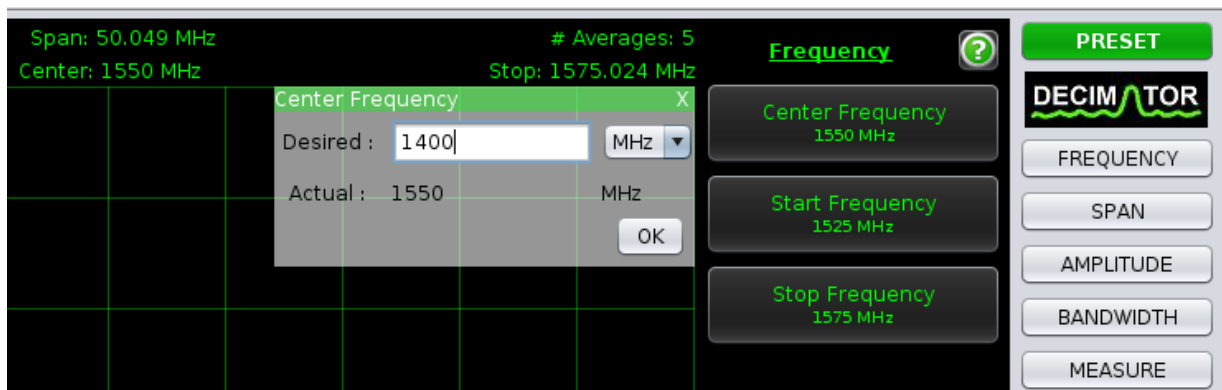 Span: 50.049 MHz
# Averages: 5
Center: 1550 MHz
Stop: 1575.024 MHz
Center Frequency X
Desired : 1400 MHz
Actual : 1550 MHz
OK
Frequency ?
Center Frequency
1550 MHz
Start Frequency
1525 MHz
Stop Frequency
1575 MHz
PRESET
DECIMATOR
FREQUENCY
SPAN
AMPLITUDE
BANDWIDTH
MEASURE